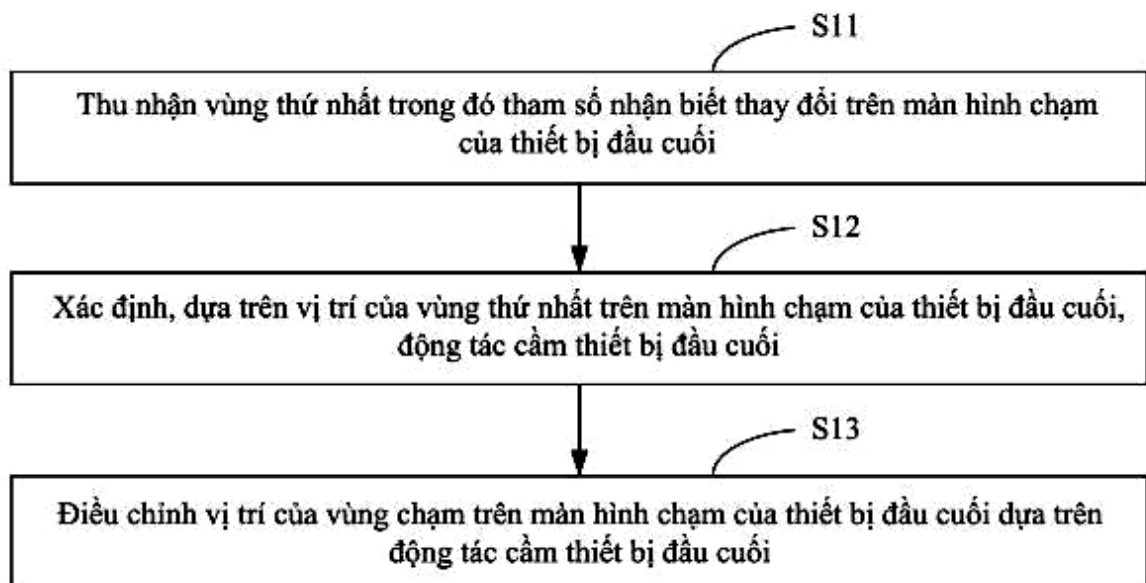 S11
Thu nhận vùng thứ nhất trong đó tham số nhận biết thay đổi trên màn hình chạm
của thiết bị đầu cuối
S12
Xác định, dựa trên vị trí của vùng thứ nhất trên màn hình chạm của thiết bị đầu cuối,
động tác cầm thiết bị đầu cuối
S13
Điều chỉnh vị trí của vùng chạm trên màn hình chạm của thiết bị đầu cuối dựa trên
động tác cầm thiết bị đầu cuối